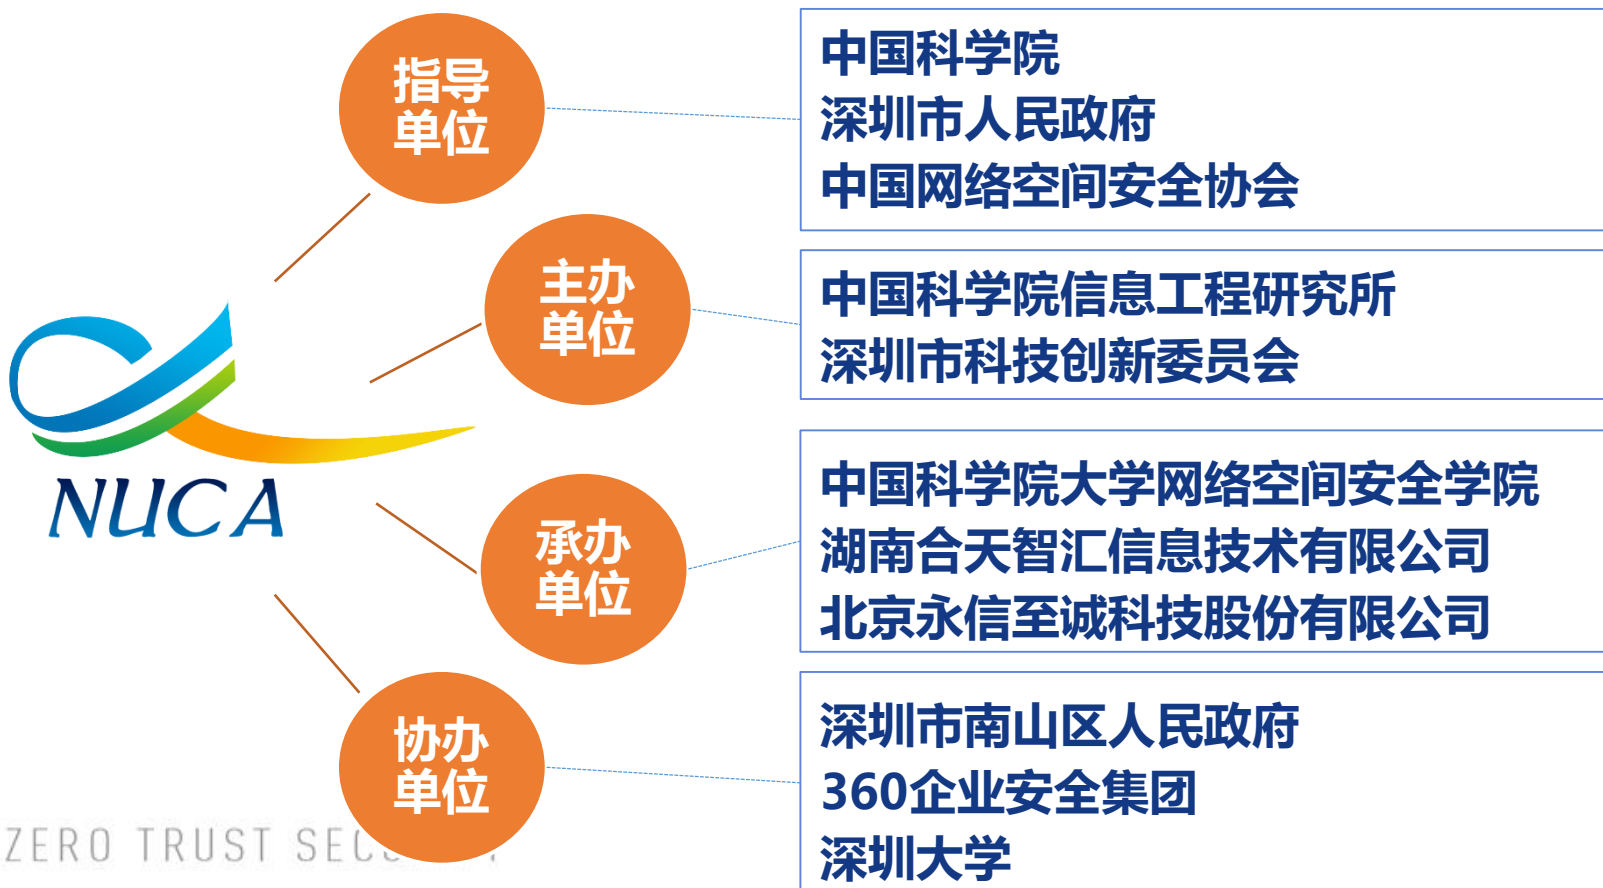 指导
单位
中国科学院
深圳市人民政府
中国网络空间安全协会
主办
单位
中国科学院信息工程研究所
深圳市科技创新委员会
NUCA
承办
单位
中国科学院大学网络空间安全学院
湖南合天智汇信息技术有限公司
北京永信至诚科技股份有限公司
协办
单位
深圳市南山区人民政府
360企业安全集团
深圳大学
ZERO TRUST